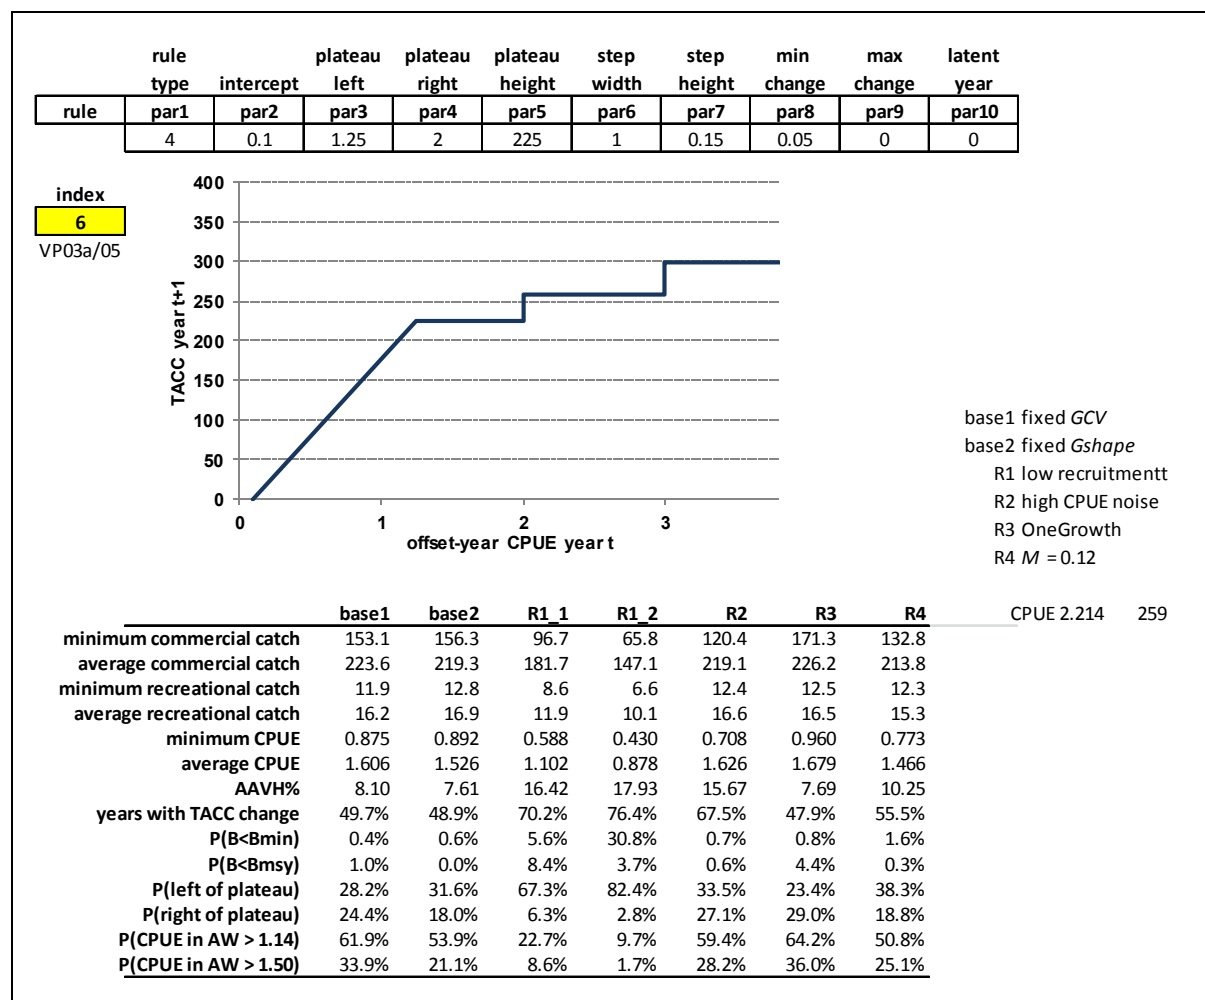 rule plateau plateau plateau step step min max latent
type intercept left right height width height change change year
rule par1 par2 par3 par4 par5 par6 par7 par8 par9 par10
4 0.1 1.25 2 225 1 0.15 0.05 0 0
index
6
VP03a/05
400
350
300
250
200
150
100
50
0
TACC year t+1
0 1 2 3
offset-year CPUE year t
base1 fixed GCV
base2 fixed Gshape
R1 low recruitmentt
R2 high CPUE noise
R3 OneGrowth
R4 M = 0.12
base1 base2 R1_1 R1_2 R2 R3 R4 CPUE 2.214 259
minimum commercial catch 153.1 156.3 96.7 65.8 120.4 171.3 132.8
average commercial catch 223.6 219.3 181.7 147.1 219.1 226.2 213.8
minimum recreational catch 11.9 12.8 8.6 6.6 12.4 12.5 12.3
average recreational catch 16.2 16.9 11.9 10.1 16.6 16.5 15.3
minimum CPUE 0.875 0.892 0.588 0.430 0.708 0.960 0.773
average CPUE 1.606 1.526 1.102 0.878 1.626 1.679 1.466
AAVH% 8.10 7.61 16.42 17.93 15.67 7.69 10.25
years with TACC change 49.7% 48.9% 70.2% 76.4% 67.5% 47.9% 55.5%
P(B<Bmin) 0.4% 0.6% 5.6% 30.8% 0.7% 0.8% 1.6%
P(B<Bmsy) 1.0% 0.0% 8.4% 3.7% 0.6% 4.4% 0.3%
P(left of plateau) 28.2% 31.6% 67.3% 82.4% 33.5% 23.4% 38.3%
P(right of plateau) 24.4% 18.0% 6.3% 2.8% 27.1% 29.0% 18.8%
P(CPUE in AW > 1.14) 61.9% 53.9% 22.7% 9.7% 59.4% 64.2% 50.8%
P(CPUE in AW > 1.50) 33.9% 21.1% 8.6% 1.7% 28.2% 36.0% 25.1%